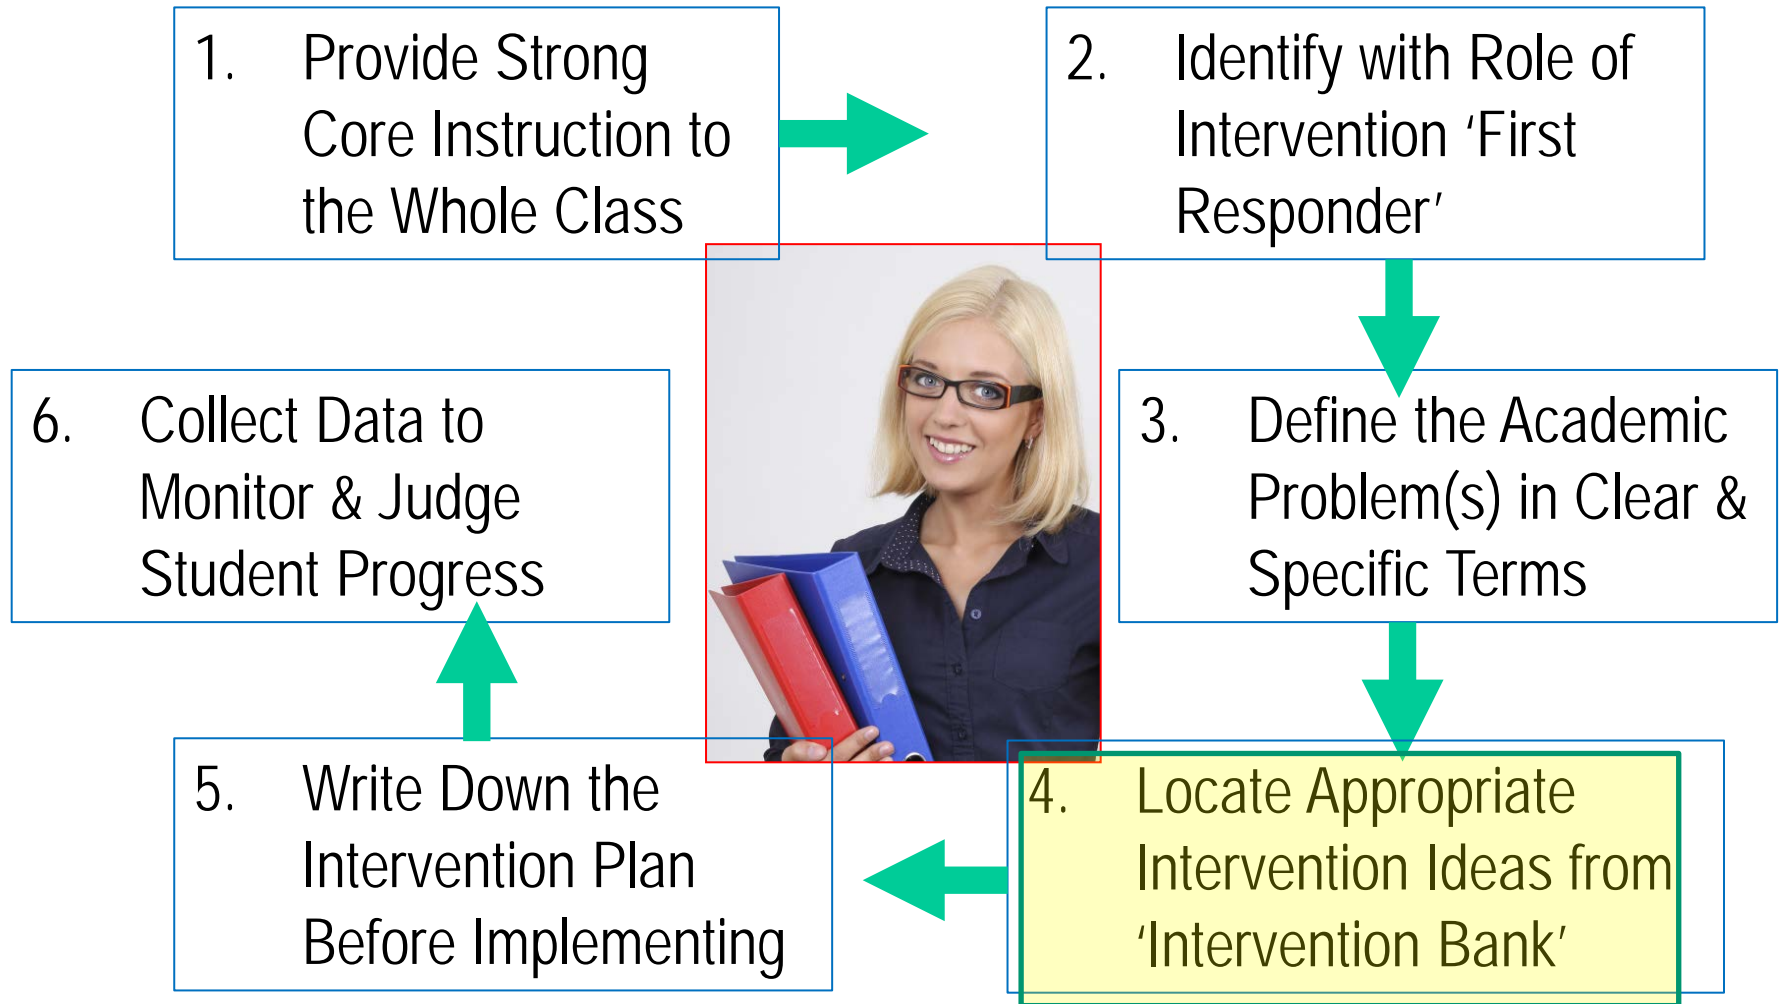 1. Provide Strong
Core Instruction to
the Whole Class
2. Identify with Role of
Intervention ‘First
Responder’
3. Define the Academic
Problem(s) in Clear &
Specific Terms
4. Locate Appropriate
Intervention Ideas from
‘Intervention Bank’
5. Write Down the
Intervention Plan
Before Implementing
6. Collect Data to
Monitor & Judge
Student Progress